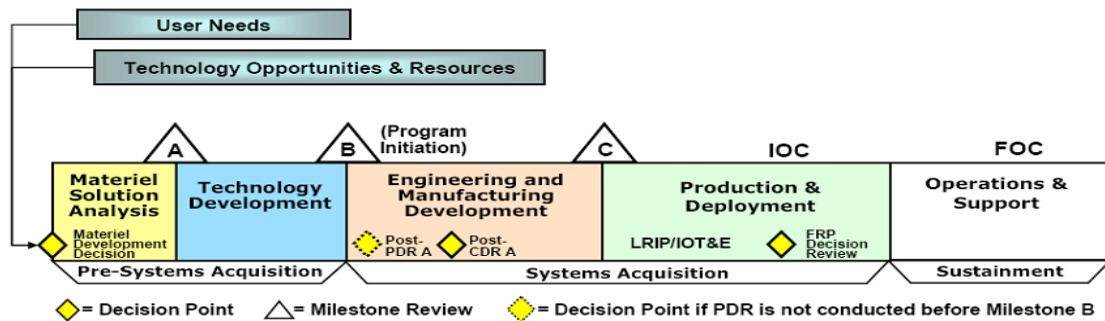 User Needs
Technology Opportunities & Resources
A
B
(Program
Initiation)
C
IOC
FOC
Materiel
Solution
Analysis
Technology
Development
Engineering and
Manufacturing
Development
Production &
Deployment
Operations &
Support
Materiel
Development
Decision
Post-
PDR A
Post-
CDR A
LRIP/IOT&E
FRP
Decision
Review
Pre-Systems Acquisition
Systems Acquisition
Sustainment
= Decision Point
= Milestone Review
= Decision Point if PDR is not conducted before Milestone B